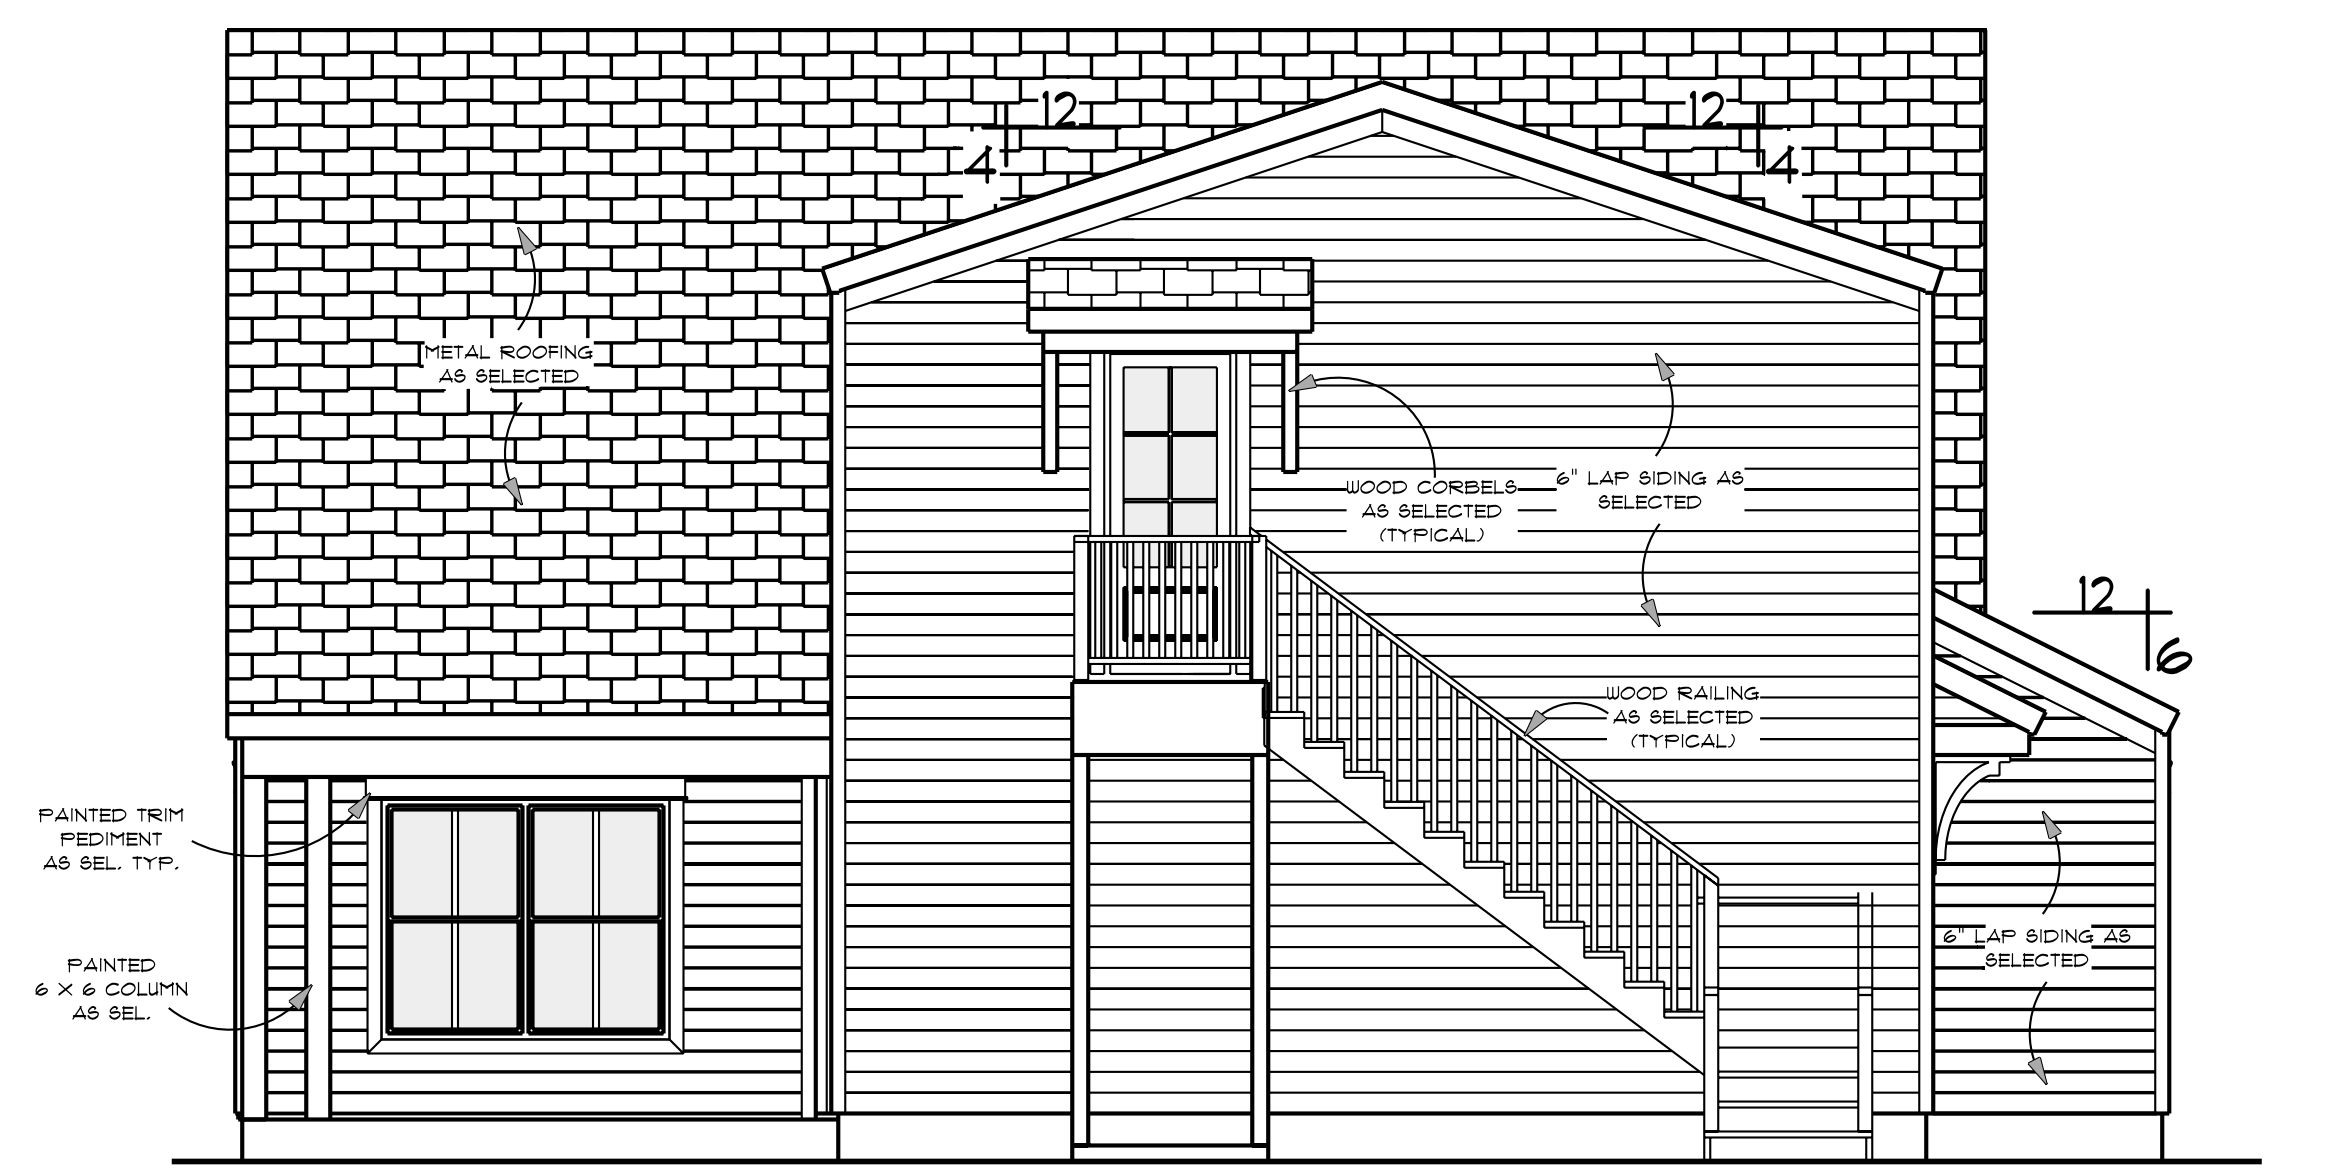 12
4
12
4
METAL ROOFING
AS SELECTED
WOOD CORBELS
AS SELECTED
(TYPICAL)
6" LAP SIDING AS
SELECTED
12
6
WOOD RAILING
AS SELECTED
(TYPICAL)
PAINTED TRIM
PEDIMENT
AS SEL. TYP.
PAINTED
6 X 6 COLUMN
AS SEL.
6" LAP SIDING AS
SELECTED